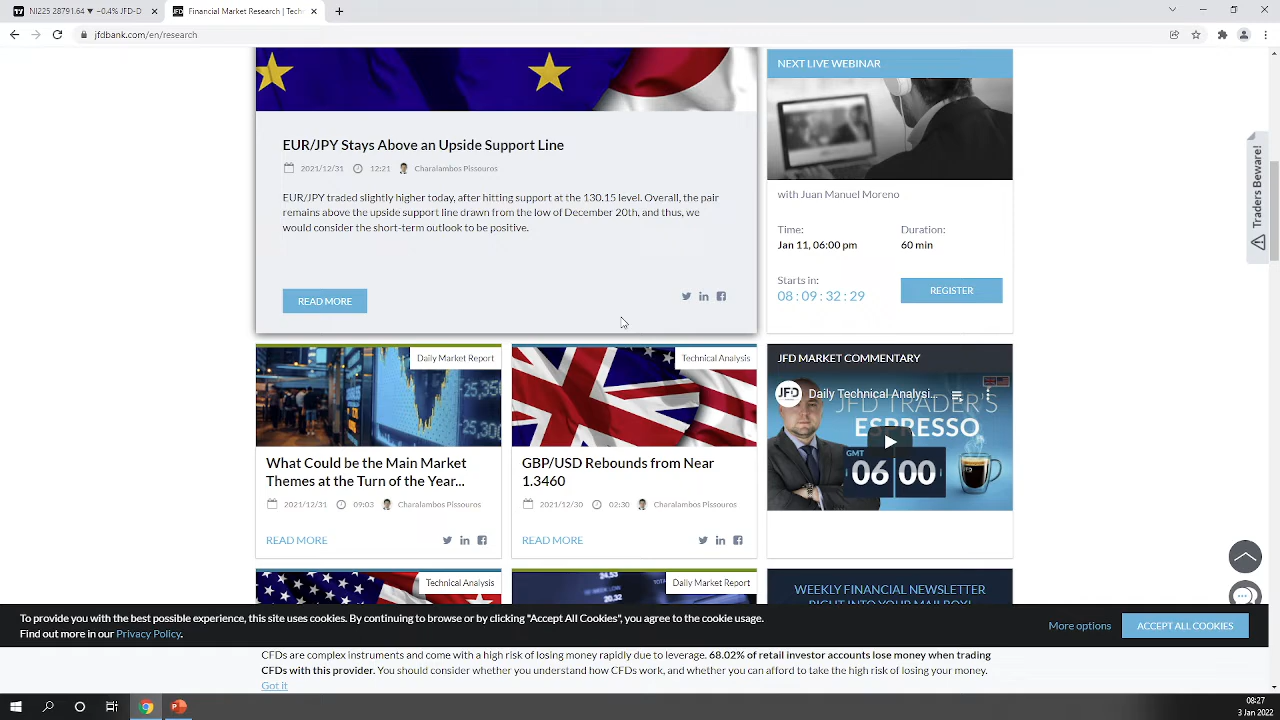 NI225 28791.64 ▼ −0.4% JFD-D
Financial Market Research | Tech
jfdbank.com/en/research
NEXT LIVE WEBINAR
EUR/JPY Stays Above an Upside Support Line
2021/12/31 12:21 Charalambos Pissouros
EUR/JPY traded slightly higher today, after hitting support at the 130.15 level. Overall, the pair
remains above the upside support line drawn from the low of December 20th, and thus, we
would consider the short-term outlook to be positive.
READ MORE
with Juan Manuel Moreno
Time: Duration:
Jan 11, 06:00 pm 60 min
Starts in:
08 : 09 : 32 : 29
REGISTER
Traders Beware!
Daily Market Report
25,350
What Could be the Main Market
Themes at the Turn of the Year...
2021/12/31 09:03 Charalambos Pissouros
READ MORE
Technical Analysis
GBP/USD Rebounds from Near
1.3460
2021/12/30 02:30 Charalambos Pissouros
READ MORE
JFD MARKET COMMENTARY
JFD
Daily Technical Analysi...
JFD TRADER'S
ESPRESSO
GMT
06 00
Technical Analysis
24.53
32.20
Daily Market Report
WEEKLY FINANCIAL NEWSLETTER
RIGHT INTO YOUR MAILBOX!
To provide you with the best possible experience, this site uses cookies. By continuing to browse or by clicking "Accept All Cookies", you agree to the cookie usage.
Find out more in our Privacy Policy.
More options
ACCEPT ALL COOKIES
CFDs are complex instruments and come with a high risk of losing money rapidly due to leverage. 68.02% of retail investor accounts lose money when trading
CFDs with this provider. You should consider whether you understand how CFDs work and whether you can afford to take the high risk of losing your money.
Got it
08:27
3 Jan 2022